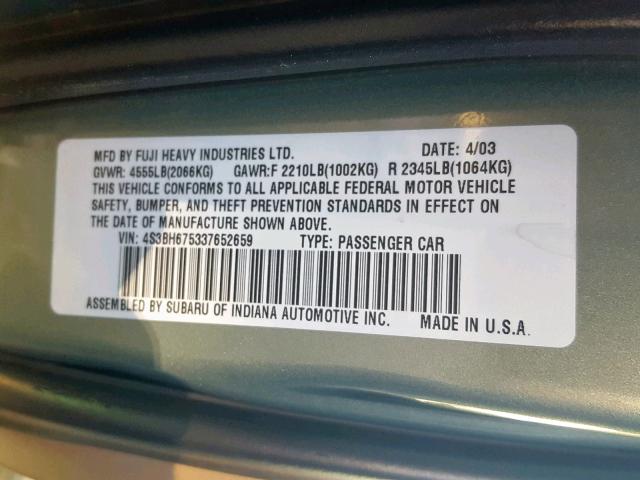 MFD BY FUJI HEAVY INDUSTRIES LTD. DATE: 4/03
GVWR: 4555LB(2066KG) GAWR:F 2210LB(1002KG) R 2345LB(1064KG)
THIS VEHICLE CONFORMS TO ALL APPLICABLE FEDERAL MOTOR VEHICLE
SAFETY, BUMPER, AND THEFT PREVENTION STANDARDS IN EFFECT ON
THE DATE OF MANUFACTURE SHOWN ABOVE.
VIN: 4S3BH675337652659 TYPE: PASSENGER CAR
ASSEMBLED BY SUBARU OF INDIANA AUTOMOTIVE INC. MADE IN U.S.A.